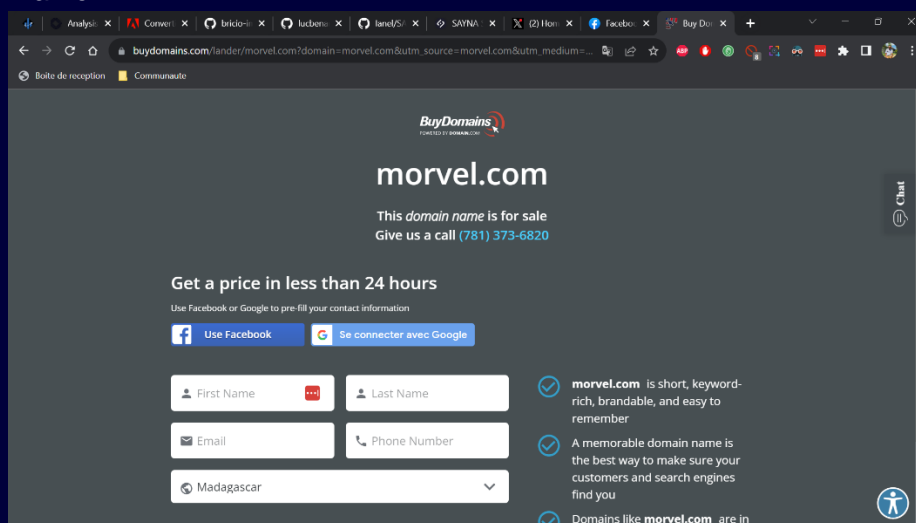 Analysis
Convert
bricio-in
lucbena
lanel/S/
SAYNA
(2) Hom
Faceboo
Buy Dor
buydomains.com/lander/morvel.com?domain=morvel.com&utm_source=morvel.com&utm_medium=...
Boite de reception
Communaute
BuyDomains
POWERED BY DOMAIN.COM
morvel.com
This domain name is for sale
Give us a call (781) 373-6820
Chat
Get a price in less than 24 hours
Use Facebook or Google to pre-fill your contact information
Use Facebook
Se connecter avec Google
First Name
Last Name
Email
Phone Number
Madagascar
morvel.com is short, keyword-
rich, brandable, and easy to
remember
A memorable domain name is
the best way to make sure your
customers and search engines
find you
Domains like morvel.com are in